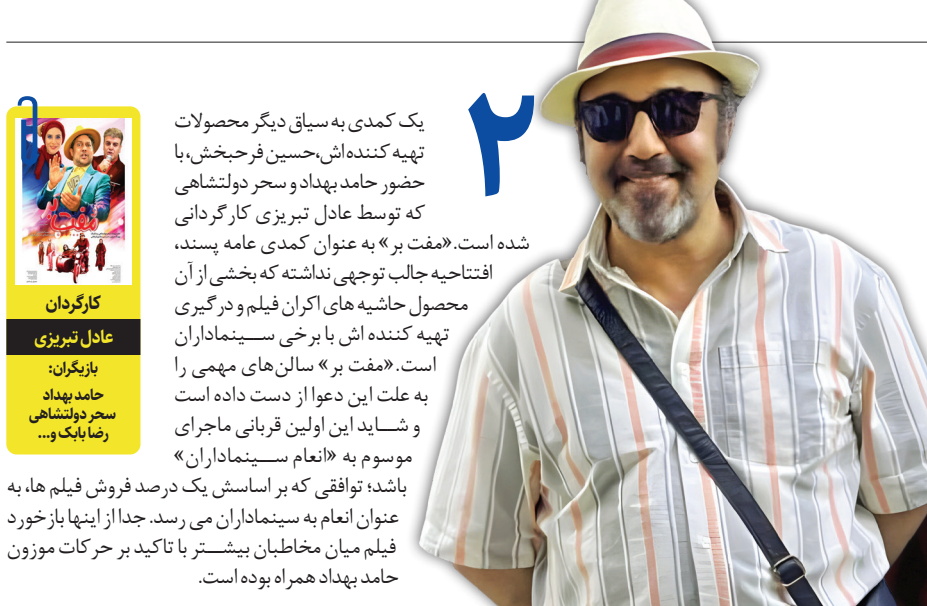 ۲
یک کمدی به سیاق دیگر محصولات
تهیه کننده‌اش،حسین فرحبخش، با
حضور حامد بهداد و سحر دولتشاهی
که توسط عادل تبریزی کارگردانی
شده است. «مفت بر» به عنوان کمدی عامه پسند،
افتتاحیه جالب توجهی نداشته که بخشی از آن
محصول حاشیه های اکران فیلم و درگیری
تهیه کننده اش با برخی سـینماداران
است. «مفت بر» سالن‌های مهمی را
به علت این دعوا از دست داده است
و شـاید این اولین قربانی ماجرای
موسوم به «انعام سـینماداران»
باشد؛ توافقی که بر اساسش یک درصد فروش فیلم ها، به
عنوان انعام به سینماداران می رسد. جدا از اینها بازخورد
فیلم میان مخاطبان بیشـتر با تاکید بر حرکات موزون
حامد بهداد همراه بوده است.
مفت بر
کارگردان
عادل تبریزی
بازیگران:
حامد بهداد
سحر دولتشاهی
رضا بابک و...